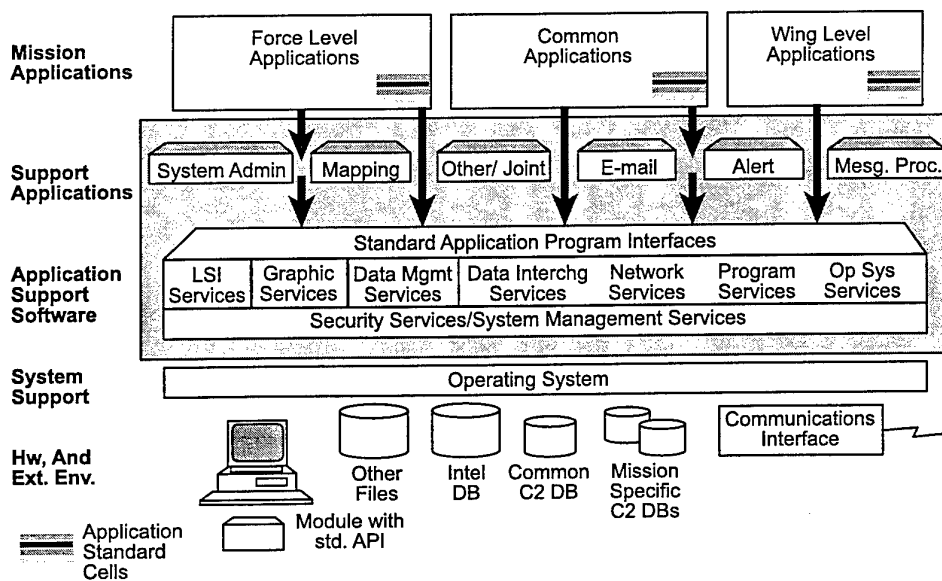 Mission
Applications
Force Level
Applications
Common
Applications
Wing Level
Applications
Support
Applications
System Admin
Mapping
Other/ Joint
E-mail
Alert
Mesg. Proc.
Standard Application Program Interfaces
Application
Support
Software
LSI
Services
Graphic
Services
Data Mgmt
Services
Data Interchg
Services
Network
Services
Program
Services
Op Sys
Services
Security Services/System Management Services
System
Support
Operating System
Hw, And
Ext. Env.
Other
Files
Intel
DB
Common
C2 DB
Mission
Specific
C2 DBs
Communications
Interface
Application
Standard
Cells
Module with
std. API